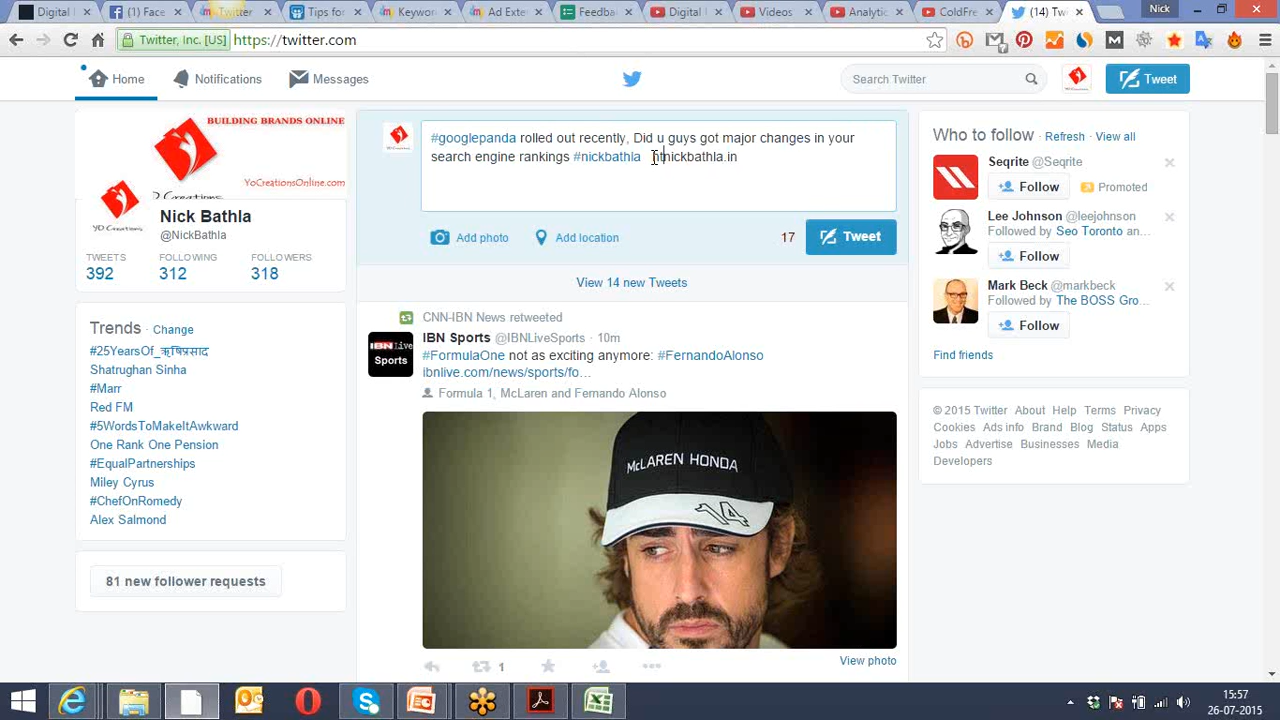 Digital
(1) Face
Bathla
Tips for
Keywor
Ad Exte
Feedba
Digital
Videos
Analytic
ColdFre
(14) Tw
Nick
Twitter, Inc. [US]
https://twitter.com
Home
Notifications
Messages
Search Twitter
Tweet
BUILDING BRANDS ONLINE
YoCreationsOnline.com
Nick Bathla
@NickBathla
TWEETS
FOLLOWING
FOLLOWERS
392
312
318
Trends · Change
#25YearsOf_ऋषिप्रसाद
Shatrughan Sinha
#Marr
Red FM
#5WordsToMakeItAwkward
One Rank One Pension
#EqualPartnerships
Miley Cyrus
#ChefOnRomedy
Alex Salmond
81 new follower requests
#googlepanda rolled out recently, Did u guys got major changes in your
search engine rankings #nickbathla
nickbathla.in
Add photo
Add location
17
Tweet
View 14 new Tweets
CNN-IBN News retweeted
IBN Sports @IBNLiveSports · 10m
#FormulaOne not as exciting anymore: #FernandoAlonso
ibnlive.com/news/sports/fo…
Formula 1, McLaren and Fernando Alonso
IBN Live
Sports
McLAREN HONDA
14
1
View photo
Who to follow · Refresh · View all
Seqrite @Seqrite
Follow
Promoted
Lee Johnson @leejohnson
Followed by Seo Toronto an…
Follow
Mark Beck @markbeck
Followed by The BOSS Gro…
Follow
Find friends
© 2015 Twitter About Help Terms Privacy
Cookies Ads info Brand Blog Status Apps
Jobs Advertise Businesses Media
Developers
15:57
26-07-2015